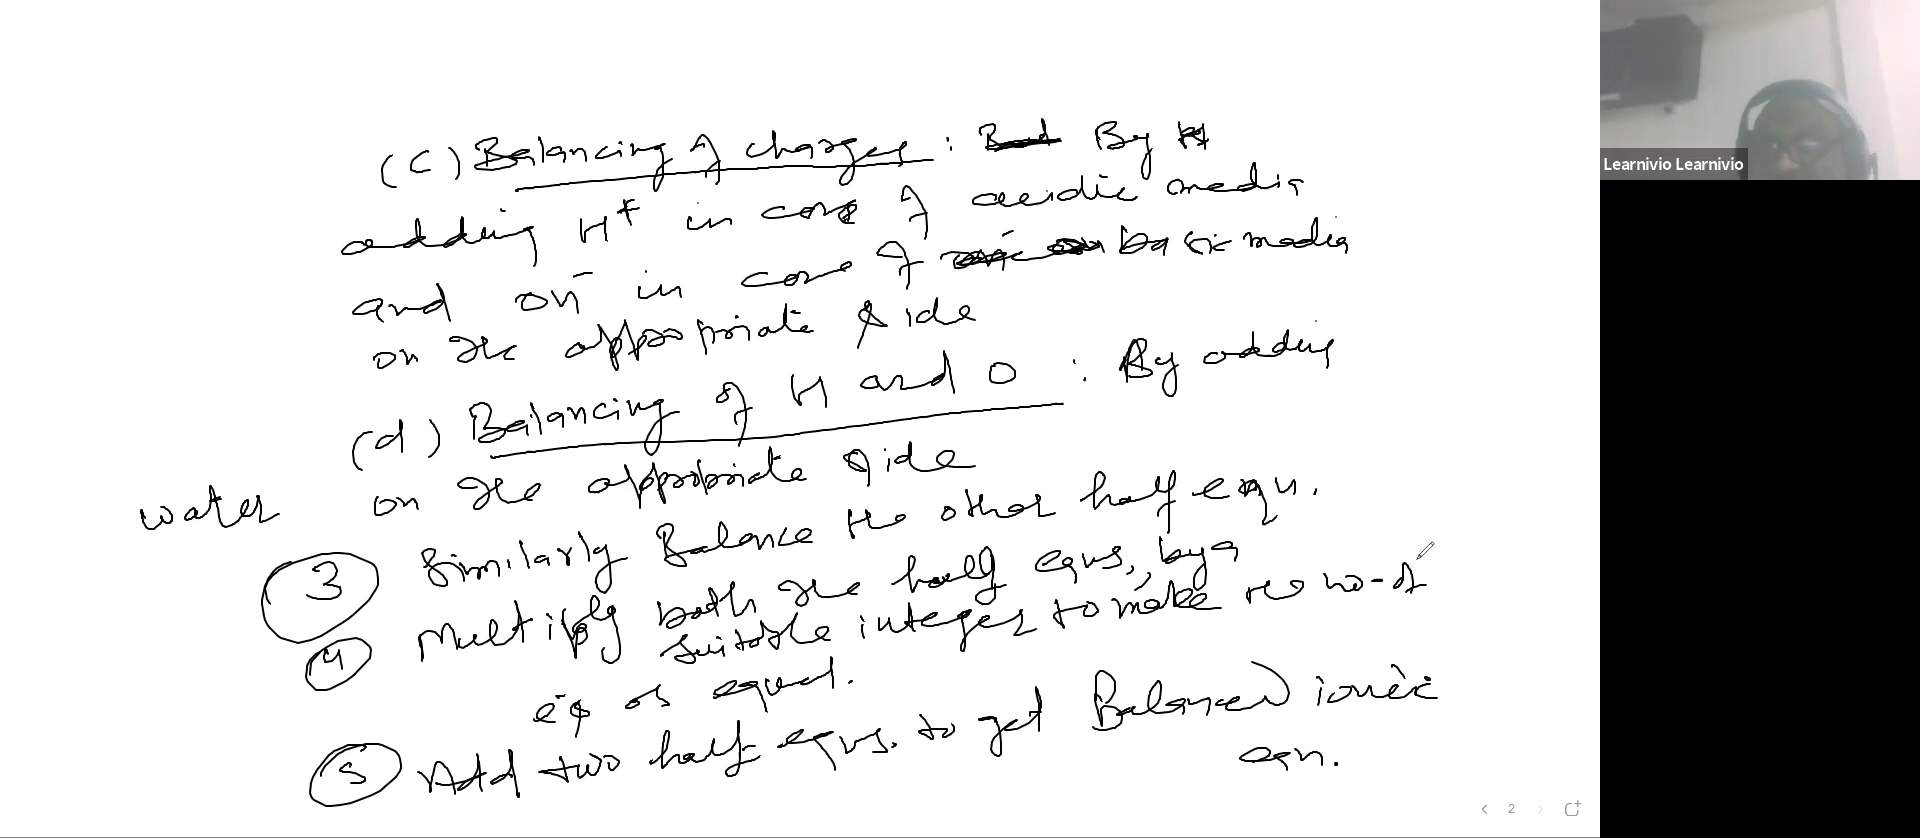 (c) Balancing of charges : By
adding H+ in case of acidic media
and OH- in case of basic media
on the appropriate side
(d) Balancing of H and O : By adding
water on the appropriate side
3 Similarly Balance the other half eqn.
4 Multiply both the half eqns, by a
suitable integer to make the no-of
e-s as equal.
5 Add two half eqns. to get Balanced ionic
eqn.
Learnivio Learnivio
2